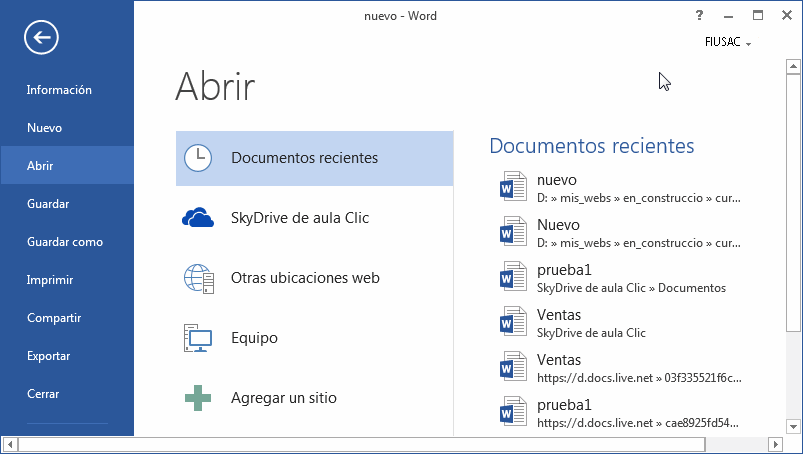 nuevo - Word
?
FIUSAC
Información
Nuevo
Abrir
Guardar
Guardar como
Imprimir
Compartir
Exportar
Cerrar
Abrir
Documentos recientes
SkyDrive de aula Clic
Otras ubicaciones web
Equipo
Agregar un sitio
Documentos recientes
nuevo
D: » mis_webs » en_construccio » cur...
Nuevo
D: » mis_webs » en_construccio » cur...
prueba1
SkyDrive de aula Clic » Documentos
Ventas
SkyDrive de aula Clic
Ventas
https://d.docs.live.net » 03f335521f6c...
prueba1
https://d.docs.live.net » cae8925fd54...